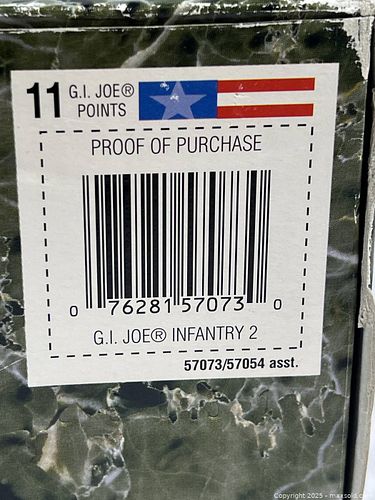 11 G.I. JOE®
POINTS
PROOF OF PURCHASE
0 76281 57073 0
G.I. JOE® INFANTRY 2
57073/57054 asst.
Copyright 2025 - maxsold.com